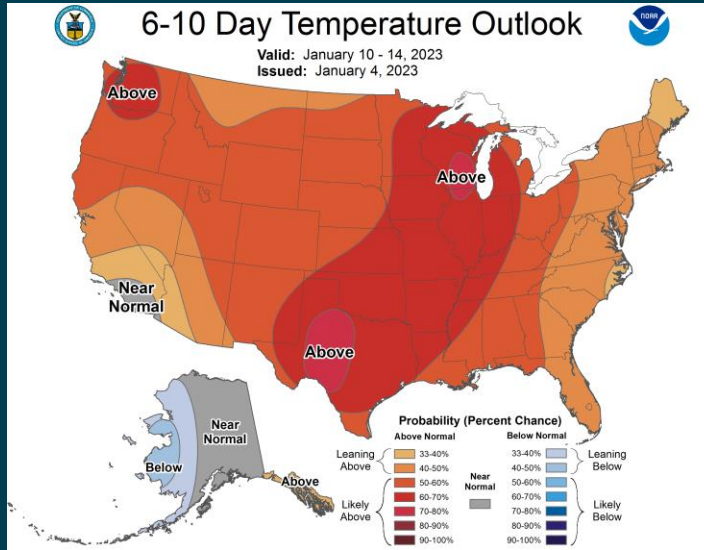 6-10 Day Temperature Outlook
NOAA
Valid: January 10 - 14, 2023
Issued: January 4, 2023
Above
Above
Near
Normal
Above
Near
Normal
Below
Above
Probability (Percent Chance)
Above Normal
Below Normal
Leaning
Above
33-40%
40-50%
50-60%
60-70%
70-80%
80-90%
90-100%
Likely
Above
Near
Normal
33-40%
40-50%
50-60%
60-70%
70-80%
80-90%
90-100%
Leaning
Below
Likely
Below